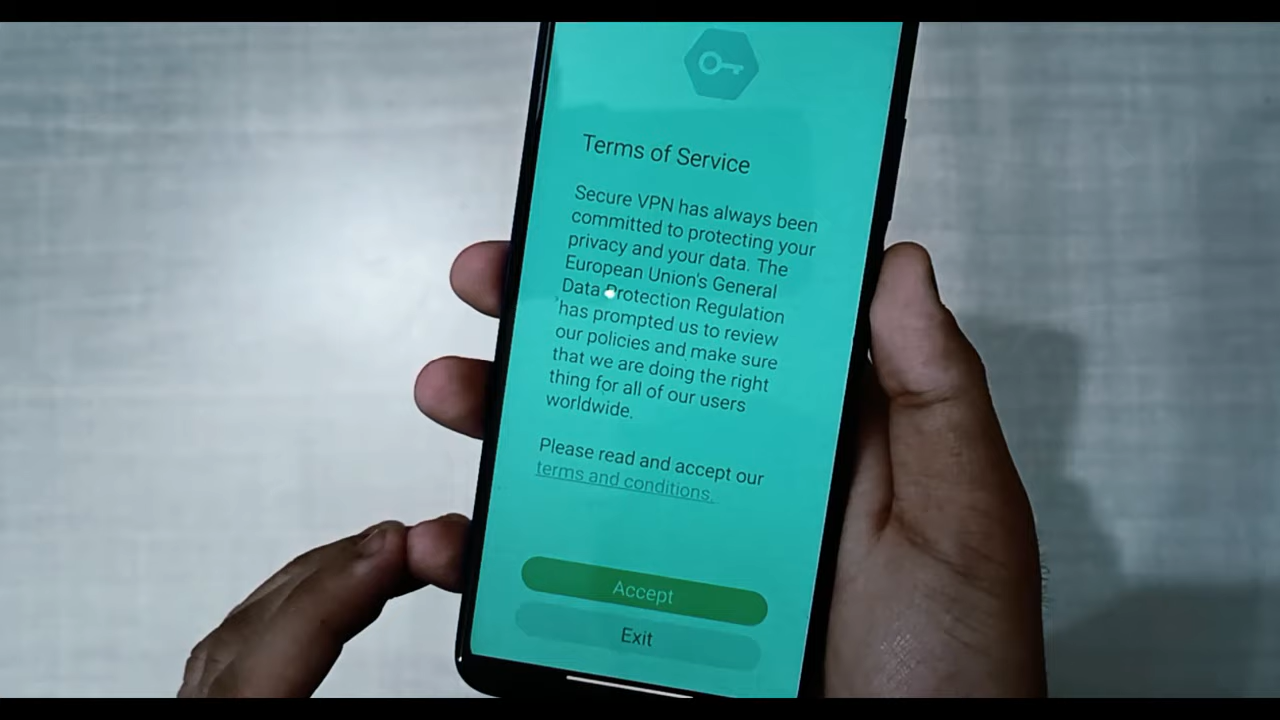 Terms of Service
Secure VPN has always been
committed to protecting your
privacy and your data. The
European Union's General
Data Protection Regulation
has prompted us to review
our policies and make sure
that we are doing the right
thing for all of our users
worldwide.
Please read and accept our
terms and conditions.
Accept
Exit